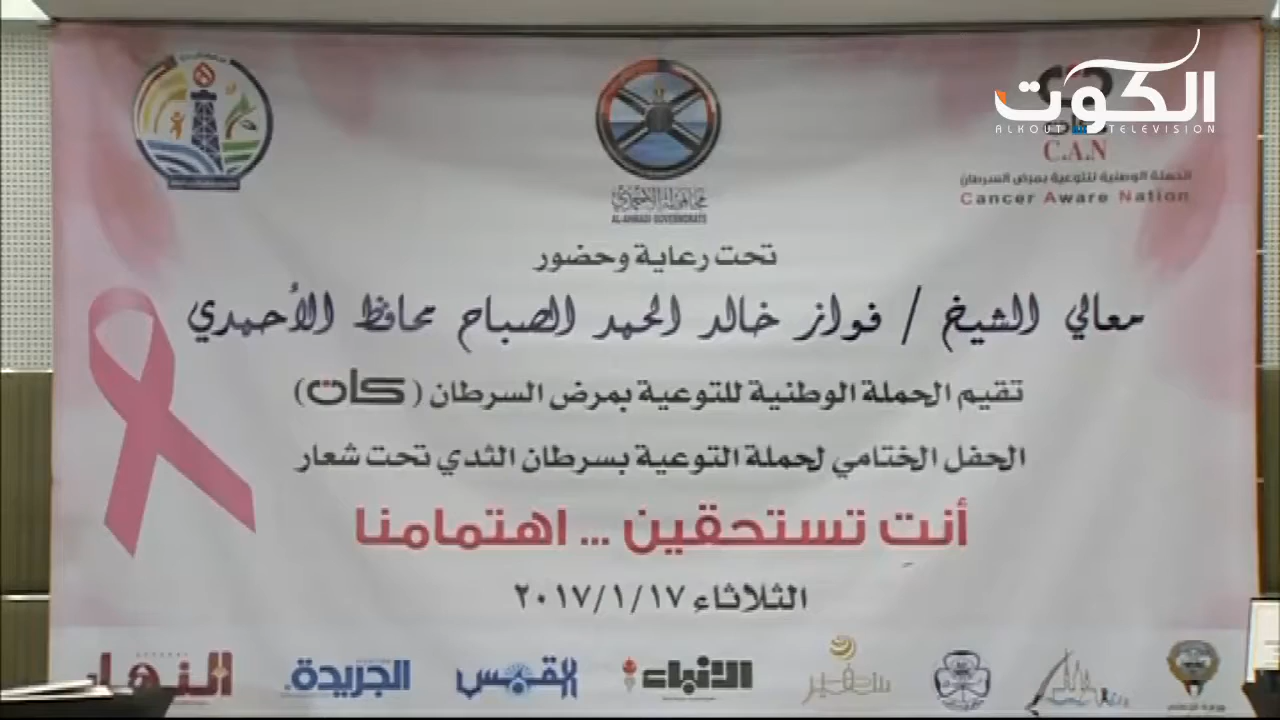 الكوت
ALKOUT TELEVISION
C.A.N
الحملة الوطنية للتوعية بمرض السرطان
Cancer Aware Nation
محافظة الأحمدي
AL-AHMADI GOVERNORATE
تحت رعاية وحضور
معالي الشيخ / فواز خالد الحمد الصباح محافظ الأحمدي
تقيم الحملة الوطنية للتوعية بمرض السرطان (كان)
الحفل الختامي لحملة التوعية بسرطان الثدي تحت شعار
أنتِ تستحقين ... اهتمامنا
الثلاثاء ٢٠١٧/١/١٧
النهار الجريدة. القبس الأنباء سفير